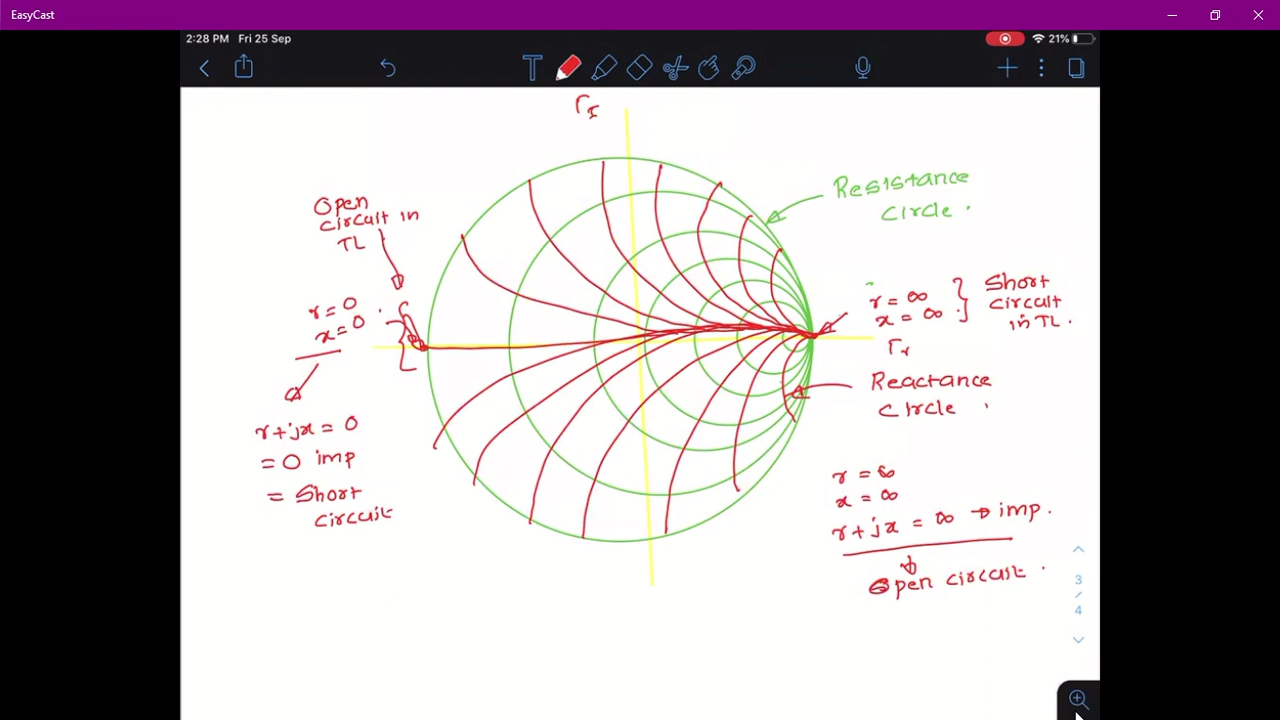 EasyCast
2:28 PM Fri 25 Sep
21%
T
ΓI
Resistance
circle.
Open
circuit in
TL
r=0
x=0
r=∞
x=∞
Short
circuit
in TL.
Γr
Reactance
circle
r+jx=0
=0 imp
= Short
circuit
r=∞
x=∞
r+jx=∞→imp.
Open circuit.
3
/
4